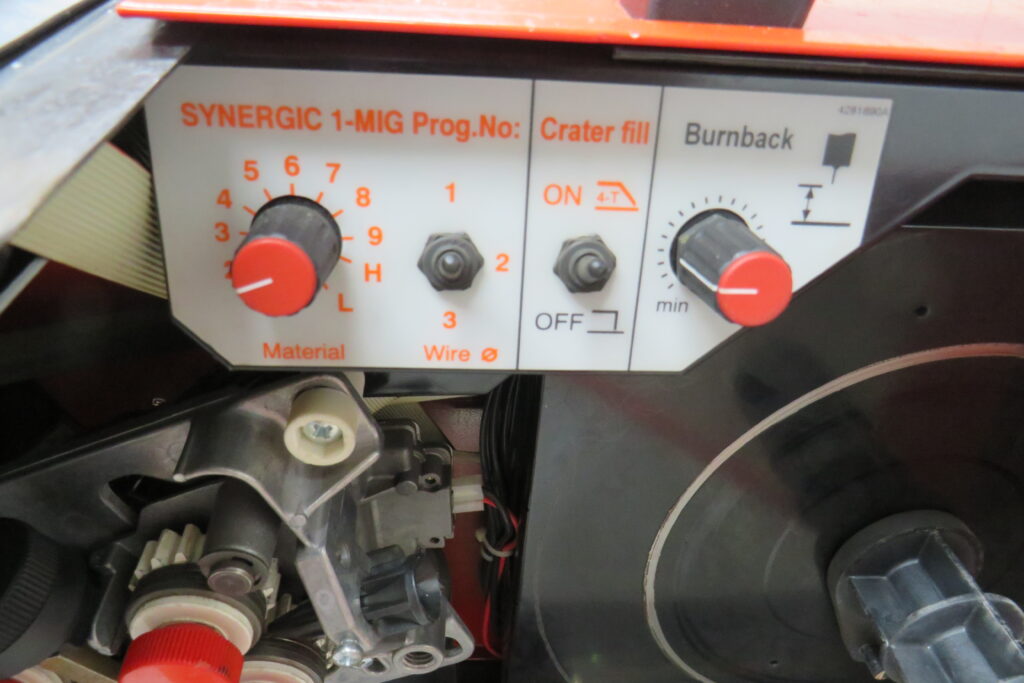 SYNERGIC 1-MIG Prog.No:
3
4
5
6
7
8
9
H
L
Material
1
2
3
Wire ø
Crater fill
ON 4-T
OFF
Burnback
min
4281690A